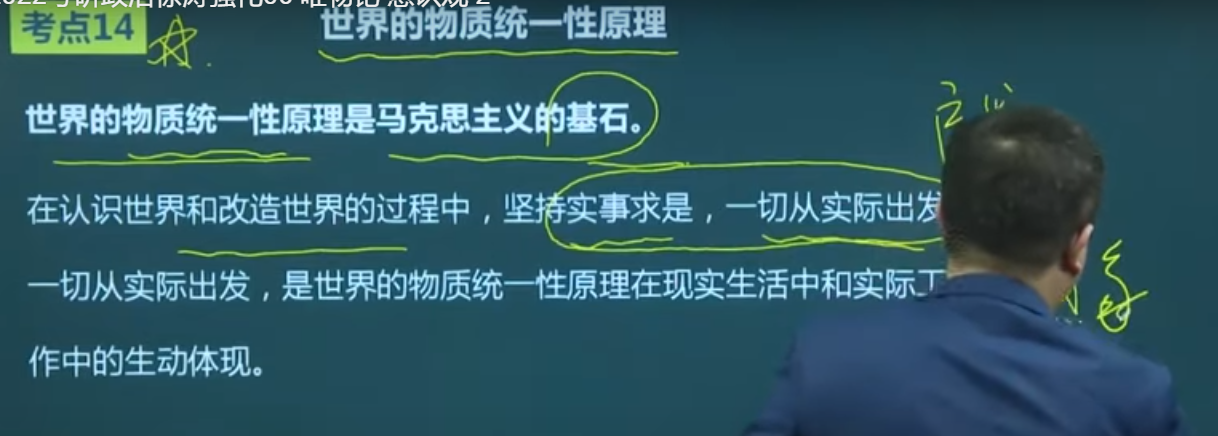 考点14
世界的物质统一性原理
世界的物质统一性原理是马克思主义的基石。
在认识世界和改造世界的过程中，坚持实事求是，一切从实际出发
一切从实际出发，是世界的物质统一性原理在现实生活中和实际工
作中的生动体现。